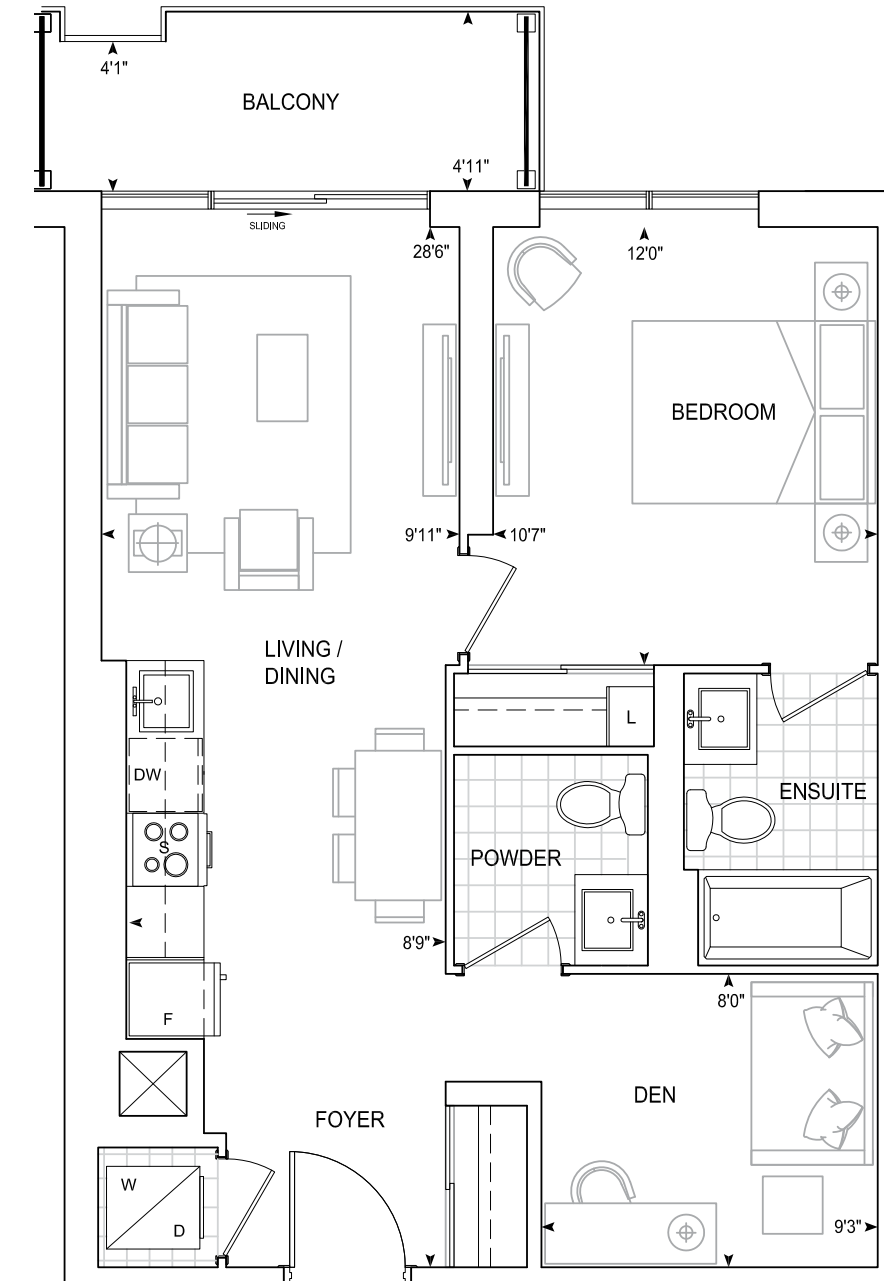 4'1"
BALCONY
4'11"
SLIDING
28'6"
12'0"
BEDROOM
9'11"
10'7"
LIVING /
DINING
L
DW
ENSUITE
S
POWDER
8'9"
8'0"
F
DEN
FOYER
W
D
9'3"